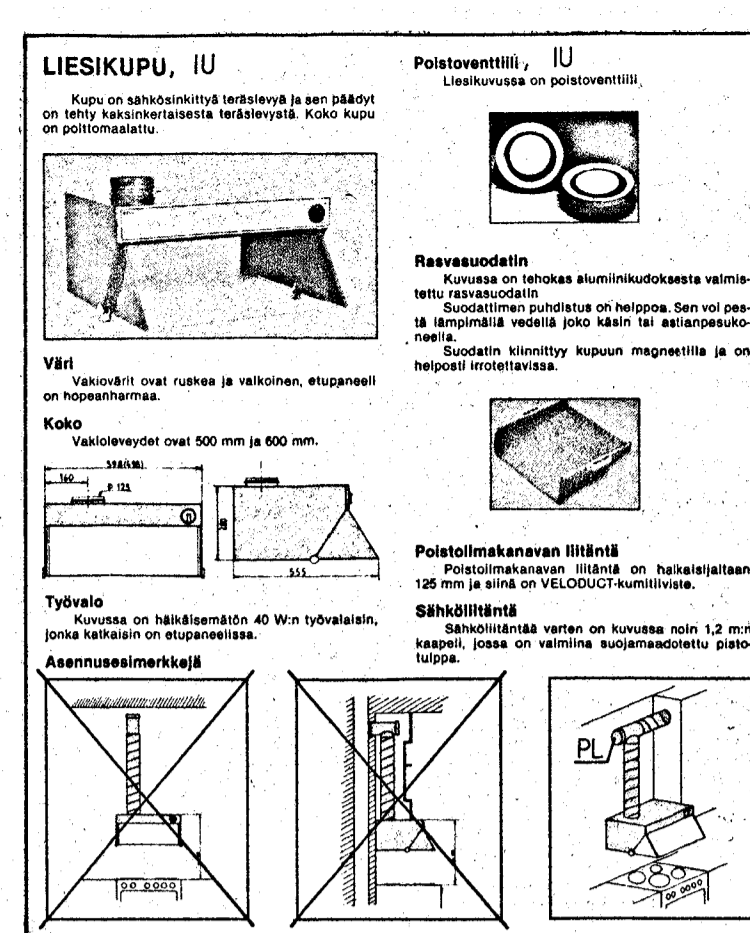 LIESIKUPU, IU
Kupu on sähkösinkittyä teräslevyä ja sen päädyt
on tehty kaksinkertaisesta teräslevystä. Koko kupu
on polttomaalattu.
Väri
Vakiovärit ovat ruskea ja valkoinen, etupaneeli
on hopeanharmaa.
Koko
Vakioleveydet ovat 500 mm ja 600 mm.
598(498)
160
125
555
Työvalo
Kuvussa on häikäisemätön 40 W:n työvalaisin,
jonka katkaisin on etupaneelissa.
Asennusesimerkkejä
Poistoventtiili, IU
Liesikuvussa on poistoventtiili
Rasvasuodatin
Kuvussa on tehokas alumiinikudoksesta valmis-
tettu rasvasuodatin
Suodattimen puhdistus on helppoa. Sen voi pes-
tä lämpimällä vedellä joko käsin tai astianpesuko-
neella.
Suodatin kiinnittyy kupuun magneetilla ja on
helposti irrotettavissa.
Poistoilmakanavan liitäntä
Poistoilmakanavan liitäntä on halkaisijaltaan
125 mm ja siinä on VELODUCT-kumitiiviste.
Sähköliitäntä
Sähköliitäntää varten on kuvussa noin 1,2 m:n
kaapeli, jossa on valmiina suojamaadotettu pisto-
tulppa.
PL